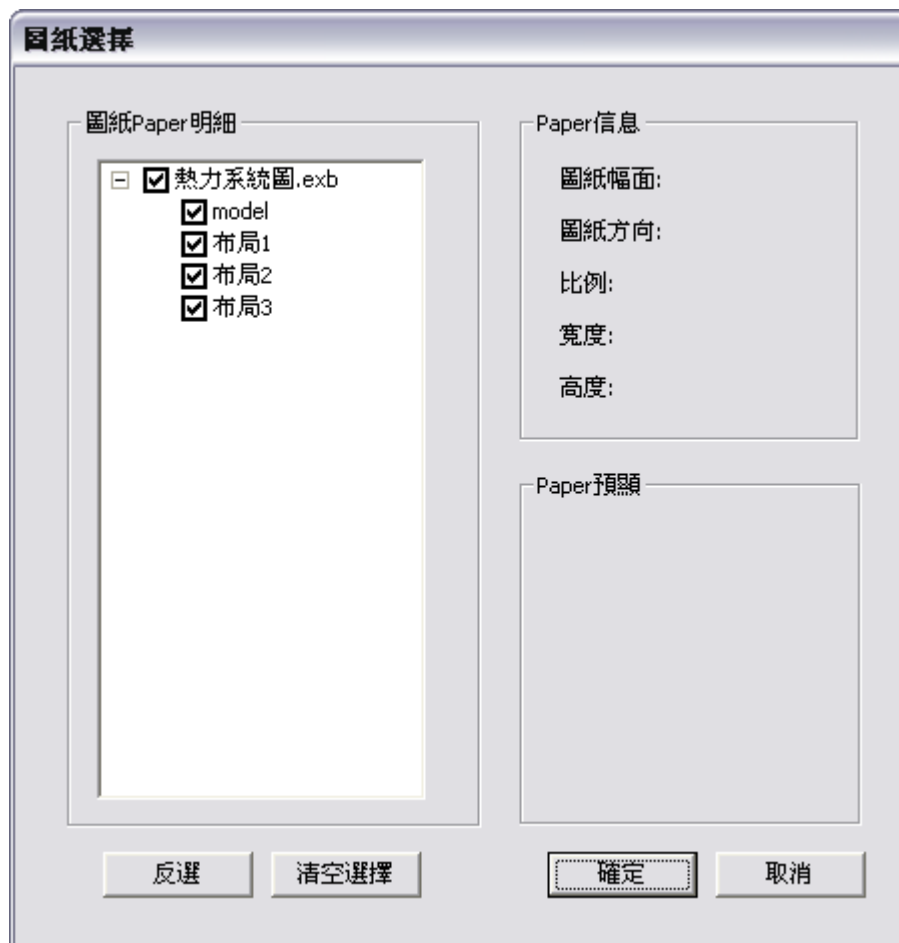 圖紙選擇
圖紙Paper明細
熱力系統圖.exb
model
布局1
布局2
布局3
Paper信息
圖紙幅面:
圖紙方向:
比例:
寬度:
高度:
Paper預顯
反選
清空選擇
確定
取消